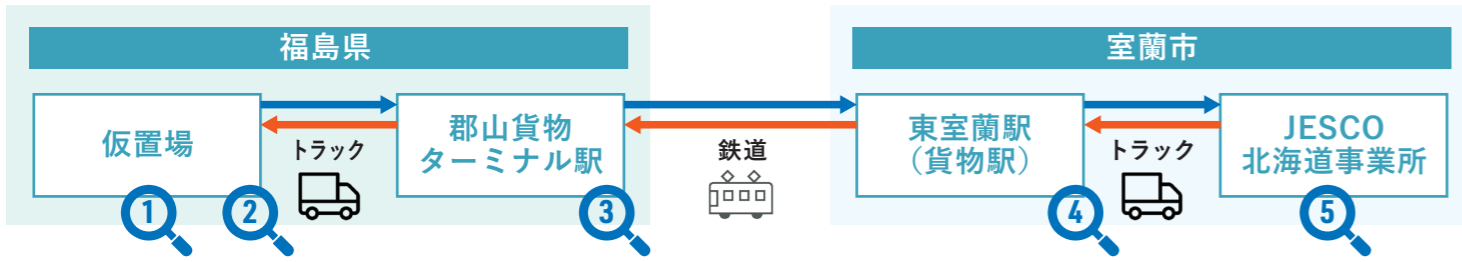 福島県
室蘭市
仮置場
トラック
郡山貨物
ターミナル駅
鉄道
東室蘭駅
（貨物駅）
トラック
JESCO
北海道事業所
1
2
3
4
5